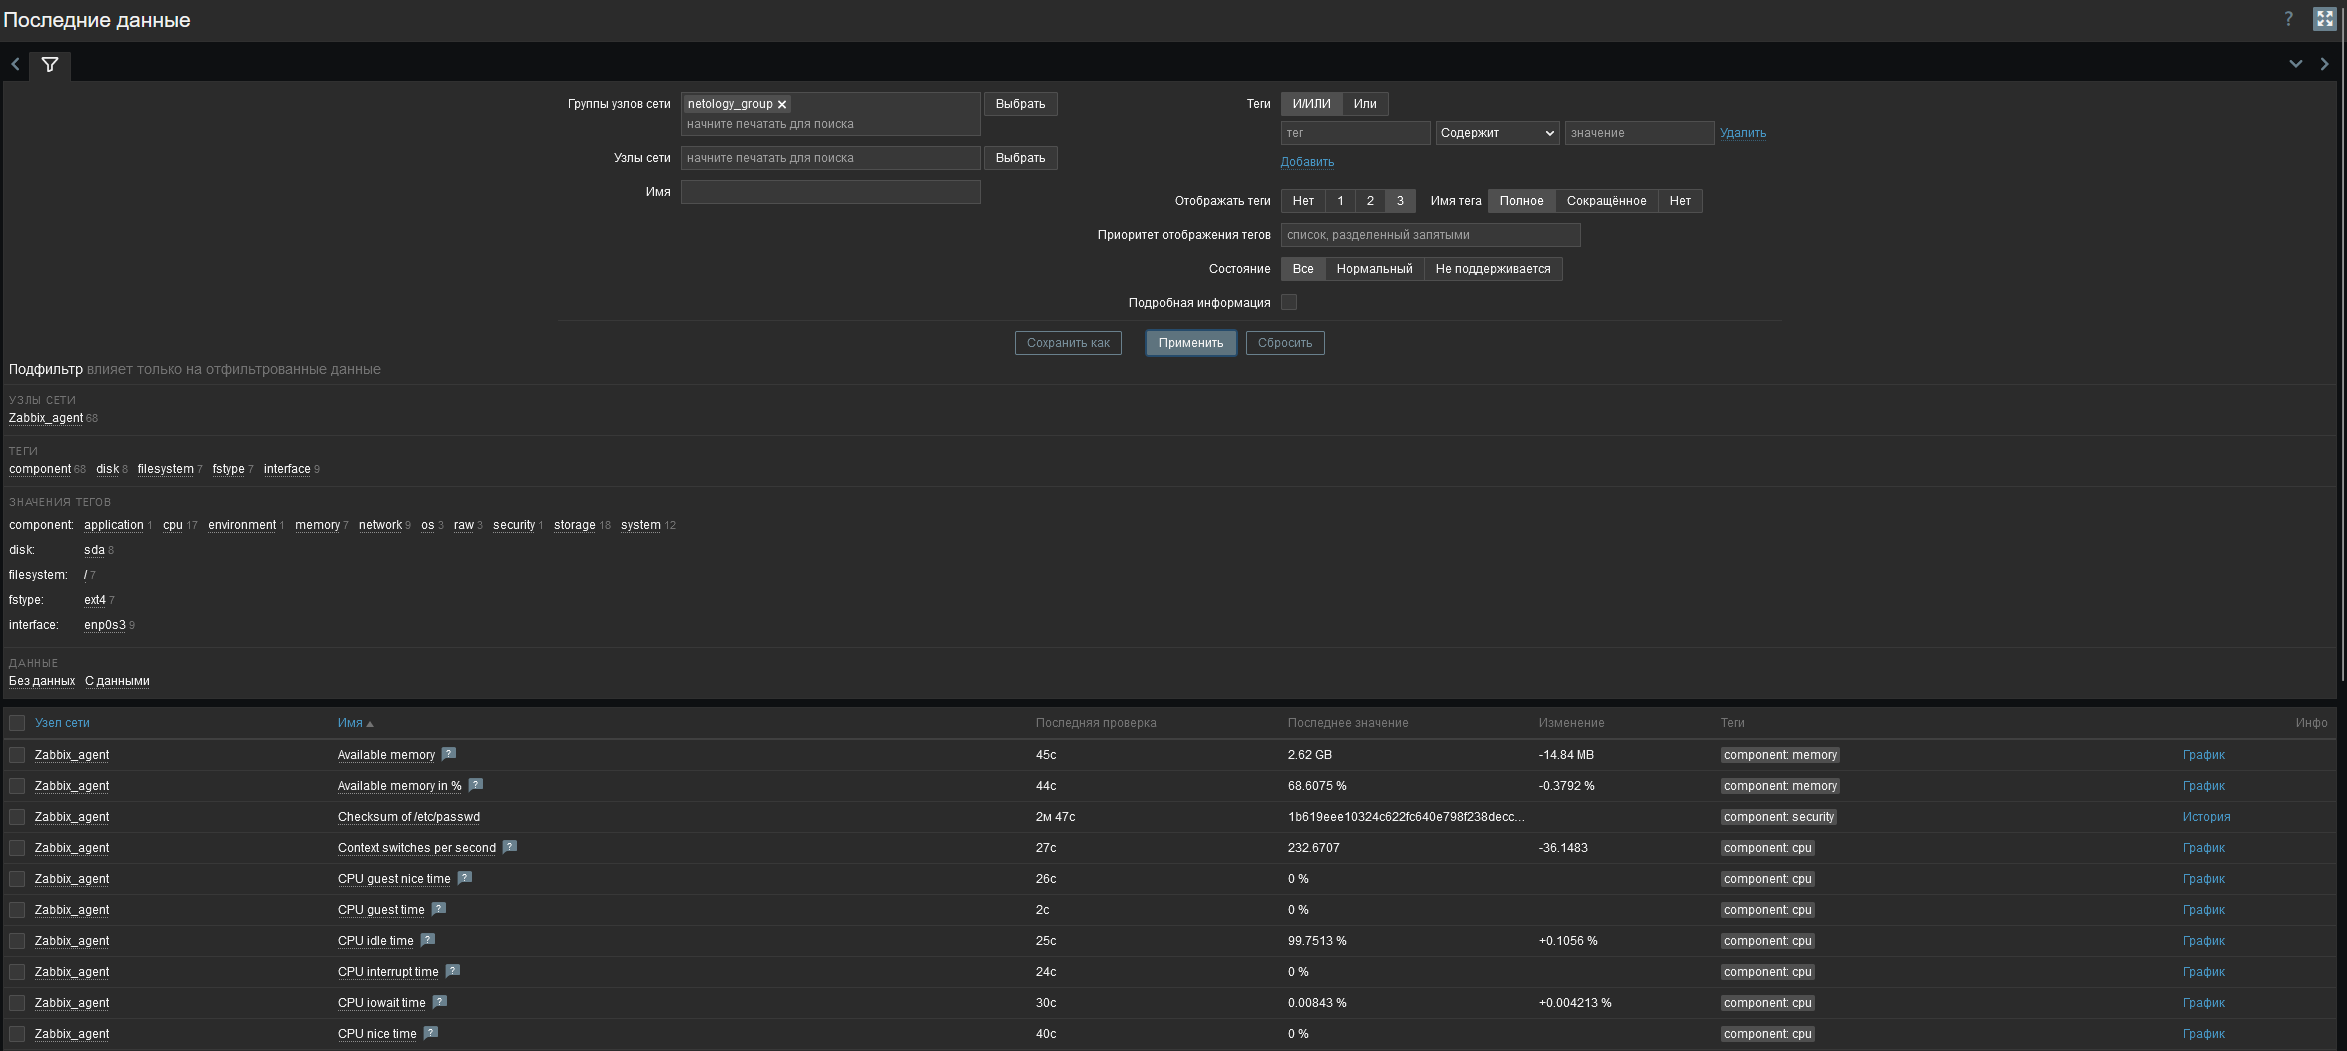 Последние данные
?
Группы узлов сети netology_group начните печатать для поиска Выбрать
Узлы сети начните печатать для поиска Выбрать
Имя
Теги И/ИЛИ Или
тег Содержит значение Удалить
Добавить
Отображать теги Нет 1 2 3 Имя тега Полное Сокращённое Нет
Приоритет отображения тегов список, разделенный запятыми
Состояние Все Нормальный Не поддерживается
Подробная информация
Сохранить как Применить Сбросить
Подфильтр влияет только на отфильтрованные данные
УЗЛЫ СЕТИ
Zabbix_agent 68
ТЕГИ
component 68 disk 8 filesystem 7 fstype 7 interface 9
ЗНАЧЕНИЯ ТЕГОВ
component: application 1 cpu 17 environment 1 memory 7 network 9 os 3 raw 3 security 1 storage 18 system 12
disk: sda 8
filesystem: / 7
fstype: ext4 7
interface: enp0s3 9
ДАННЫЕ
Без данных С данными
Узел сети Имя Последняя проверка Последнее значение Изменение Теги Инфо
Zabbix_agent Available memory ? 45с 2.62 GB -14.84 MB component: memory График
Zabbix_agent Available memory in % ? 44с 68.6075 % -0.3792 % component: memory График
Zabbix_agent Checksum of /etc/passwd 2м 47с 1b619eee10324c622fc640e798f238decc... component: security История
Zabbix_agent Context switches per second ? 27с 232.6707 -36.1483 component: cpu График
Zabbix_agent CPU guest nice time ? 26с 0 % component: cpu График
Zabbix_agent CPU guest time ? 2с 0 % component: cpu График
Zabbix_agent CPU idle time ? 25с 99.7513 % +0.1056 % component: cpu График
Zabbix_agent CPU interrupt time ? 24с 0 % component: cpu График
Zabbix_agent CPU iowait time ? 30с 0.00843 % +0.004213 % component: cpu График
Zabbix_agent CPU nice time ? 40с 0 % component: cpu График